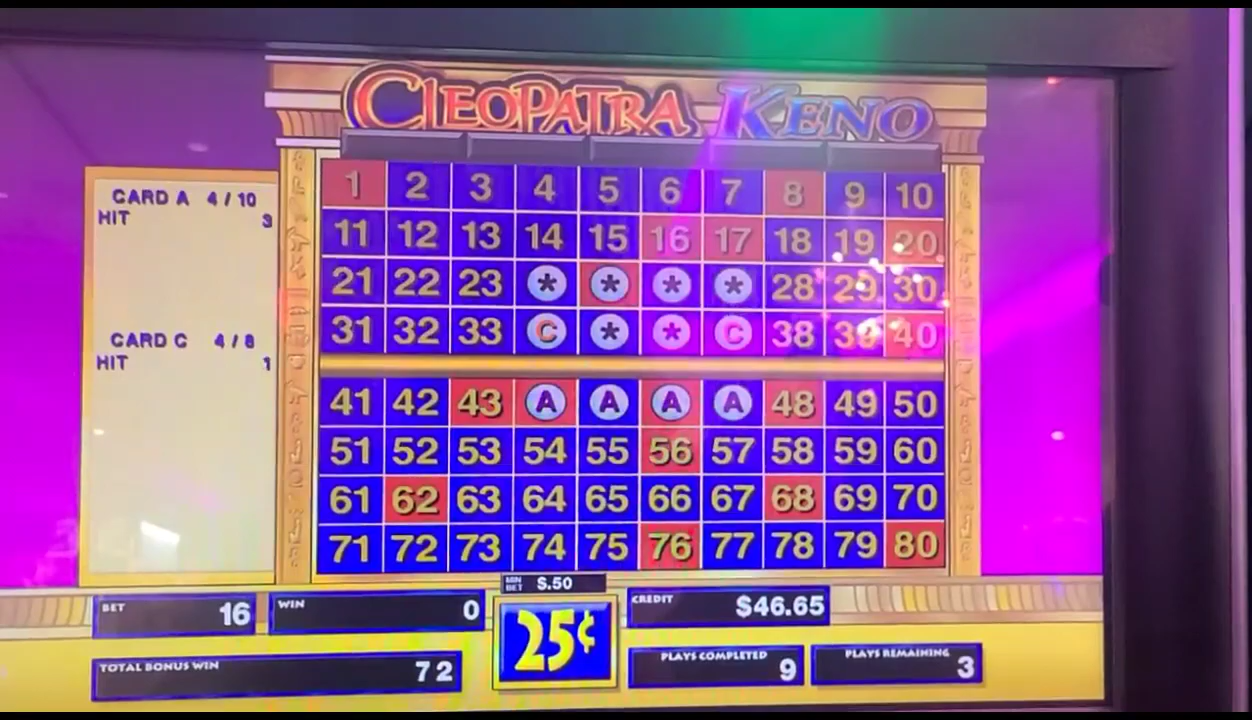 CLEOPATRA KENO
CARD A 4/10
HIT 3
CARD C 4/8
HIT 1
1 2 3 4 5 6 7 8 9 10
11 12 13 14 15 16 17 18 19 20
21 22 23 * * * * 28 29 30
31 32 33 C * * C 38 39 40
41 42 43 A A A A 48 49 50
51 52 53 54 55 56 57 58 59 60
61 62 63 64 65 66 67 68 69 70
71 72 73 74 75 76 77 78 79 80
MIN BET $.50
BET 16
WIN 0
25¢
CREDIT $46.65
TOTAL BONUS WIN 72
PLAYS COMPLETED 9
PLAYS REMAINING 3